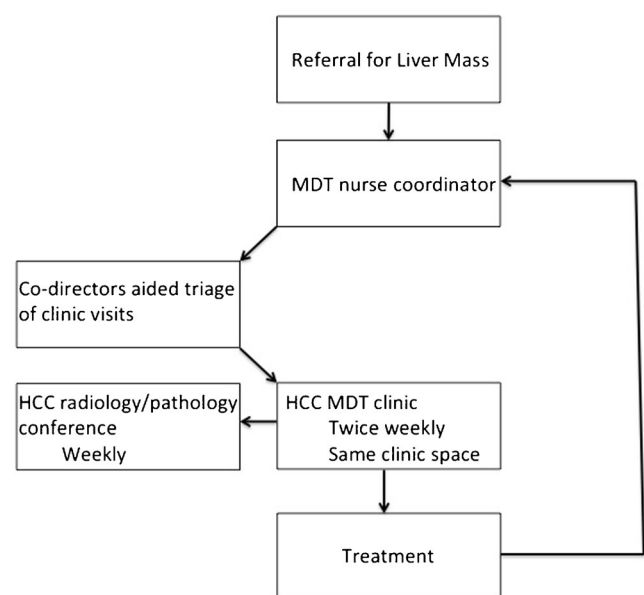 Referral for Liver Mass
MDT nurse coordinator
Co-directors aided triage
of clinic visits
HCC radiology/pathology
conference
Weekly
HCC MDT clinic
Twice weekly
Same clinic space
Treatment